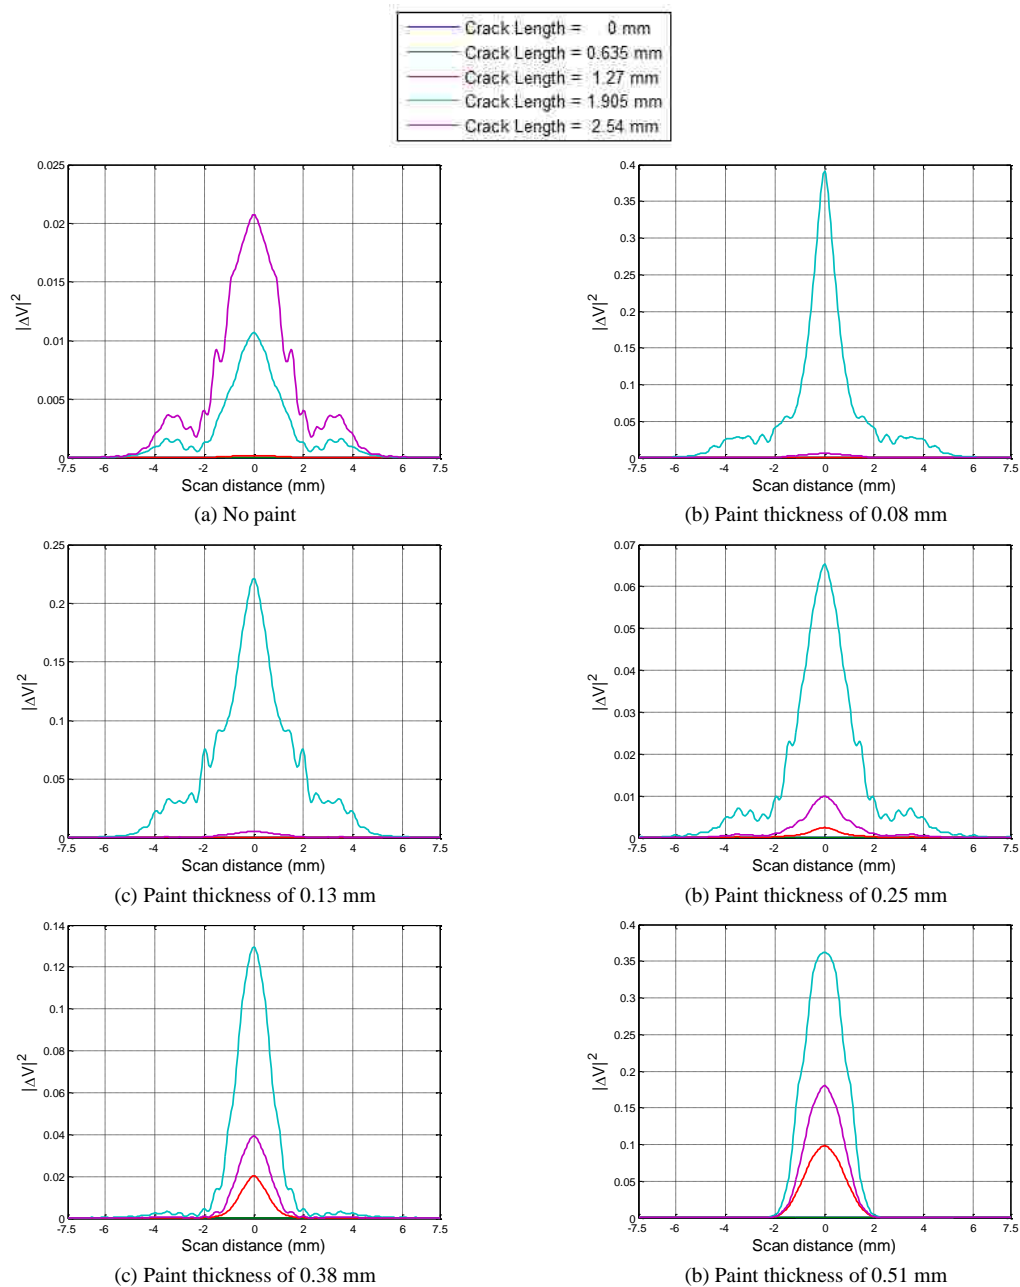 Crack Length = 0 mm
Crack Length = 0.635 mm
Crack Length = 1.27 mm
Crack Length = 1.905 mm
Crack Length = 2.54 mm
0.025
0.02
0.015
0.01
0.005
0
|ΔV|²
-7.5 -6 -4 -2 0 2 4 6 7.5
Scan distance (mm)
(a) No paint
0.4
0.35
0.3
0.25
0.2
0.15
0.1
0.05
0
|ΔV|²
-7.5 -6 -4 -2 0 2 4 6 7.5
Scan distance (mm)
(b) Paint thickness of 0.08 mm
0.25
0.2
0.15
0.1
0.05
0
|ΔV|²
-7.5 -6 -4 -2 0 2 4 6 7.5
Scan distance (mm)
(c) Paint thickness of 0.13 mm
0.07
0.06
0.05
0.04
0.03
0.02
0.01
0
|ΔV|²
-7.5 -6 -4 -2 0 2 4 6 7.5
Scan distance (mm)
(b) Paint thickness of 0.25 mm
0.14
0.12
0.1
0.08
0.06
0.04
0.02
0
|ΔV|²
-7.5 -6 -4 -2 0 2 4 6 7.5
Scan distance (mm)
(c) Paint thickness of 0.38 mm
0.4
0.35
0.3
0.25
0.2
0.15
0.1
0.05
0
|ΔV|²
-7.5 -6 -4 -2 0 2 4 6 7.5
Scan distance (mm)
(b) Paint thickness of 0.51 mm